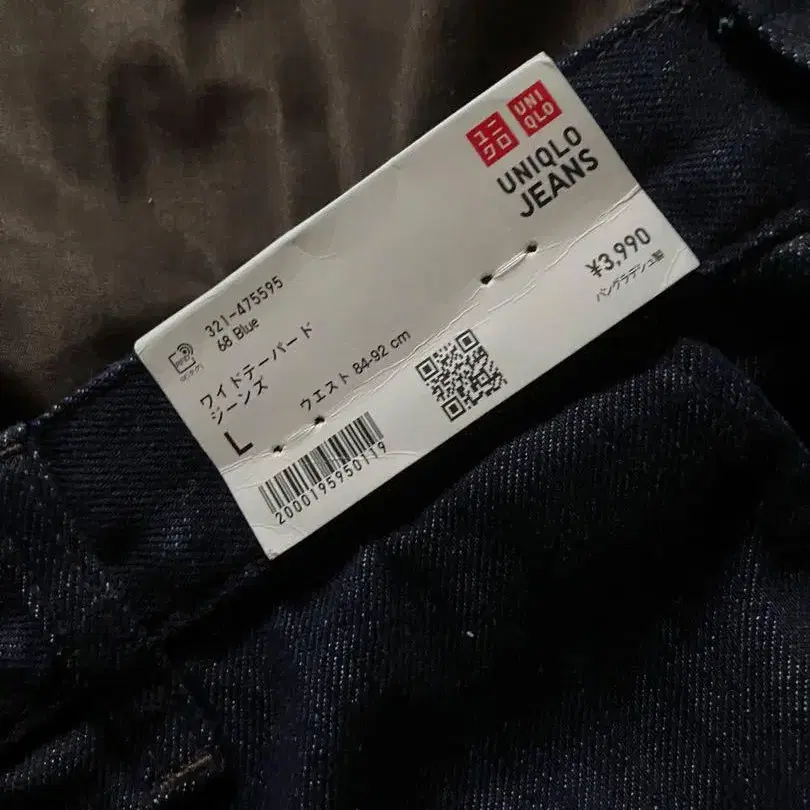 ユニ
クロ
UNI
QLO
UNIQLO
JEANS
¥3,990
バングラデシュ製
321-475595
68 Blue
ワイドテーパード
ジーンズ
L
ウエスト 84-92 cm
2000195950119